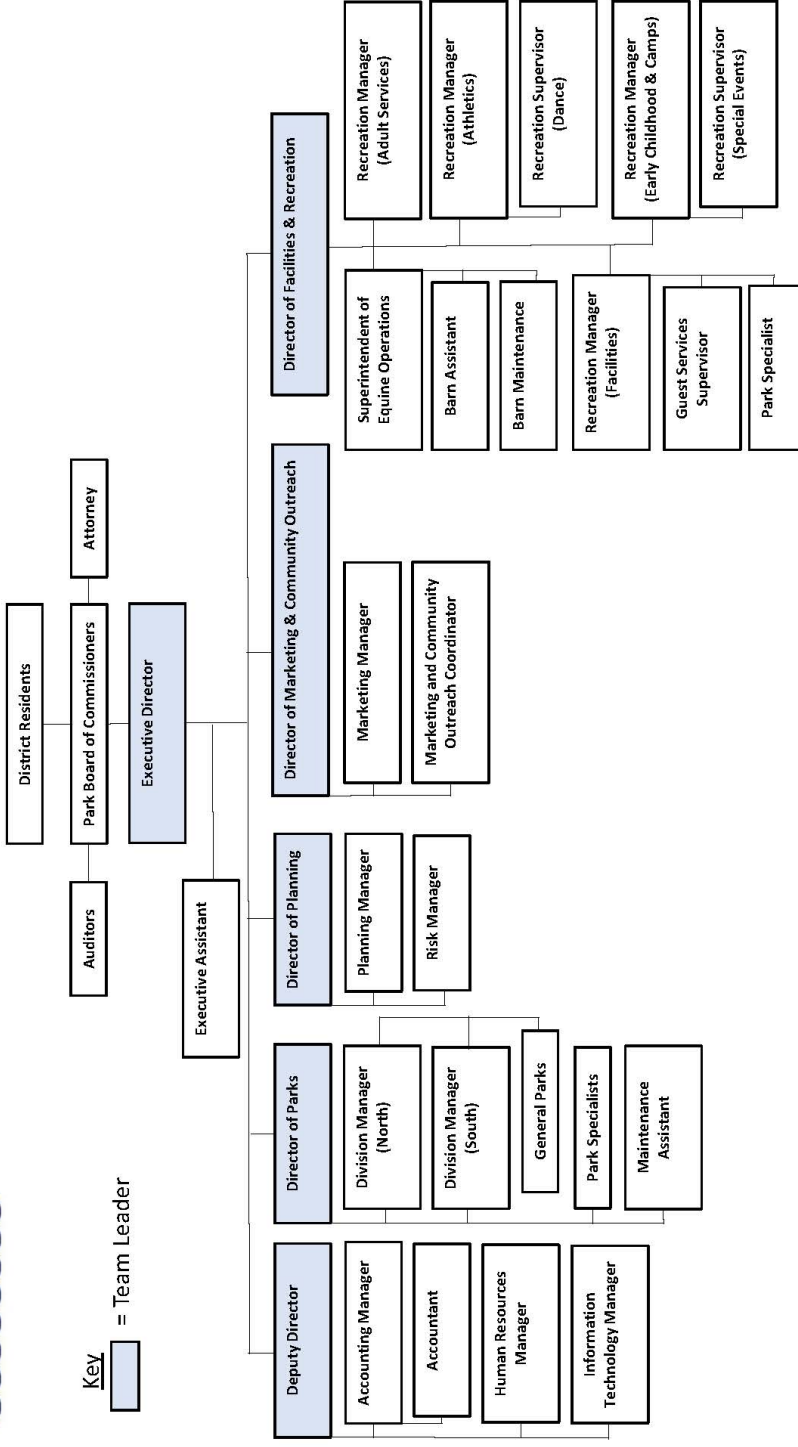 Key
= Team Leader
District Residents
Auditors
Park Board of Commissioners
Attorney
Executive Director
Executive Assistant
Deputy Director
Accounting Manager
Accountant
Human Resources
Manager
Information
Technology Manager
Director of Parks
Division Manager
(North)
Division Manager
(South)
General Parks
Park Specialists
Maintenance
Assistant
Director of Planning
Planning Manager
Risk Manager
Director of Marketing & Community Outreach
Marketing Manager
Marketing and Community
Outreach Coordinator
Director of Facilities & Recreation
Superintendent of
Equine Operations
Barn Assistant
Barn Maintenance
Recreation Manager
(Facilities)
Guest Services
Supervisor
Park Specialist
Recreation Manager
(Adult Services)
Recreation Manager
(Athletics)
Recreation Supervisor
(Dance)
Recreation Manager
(Early Childhood & Camps)
Recreation Supervisor
(Special Events)